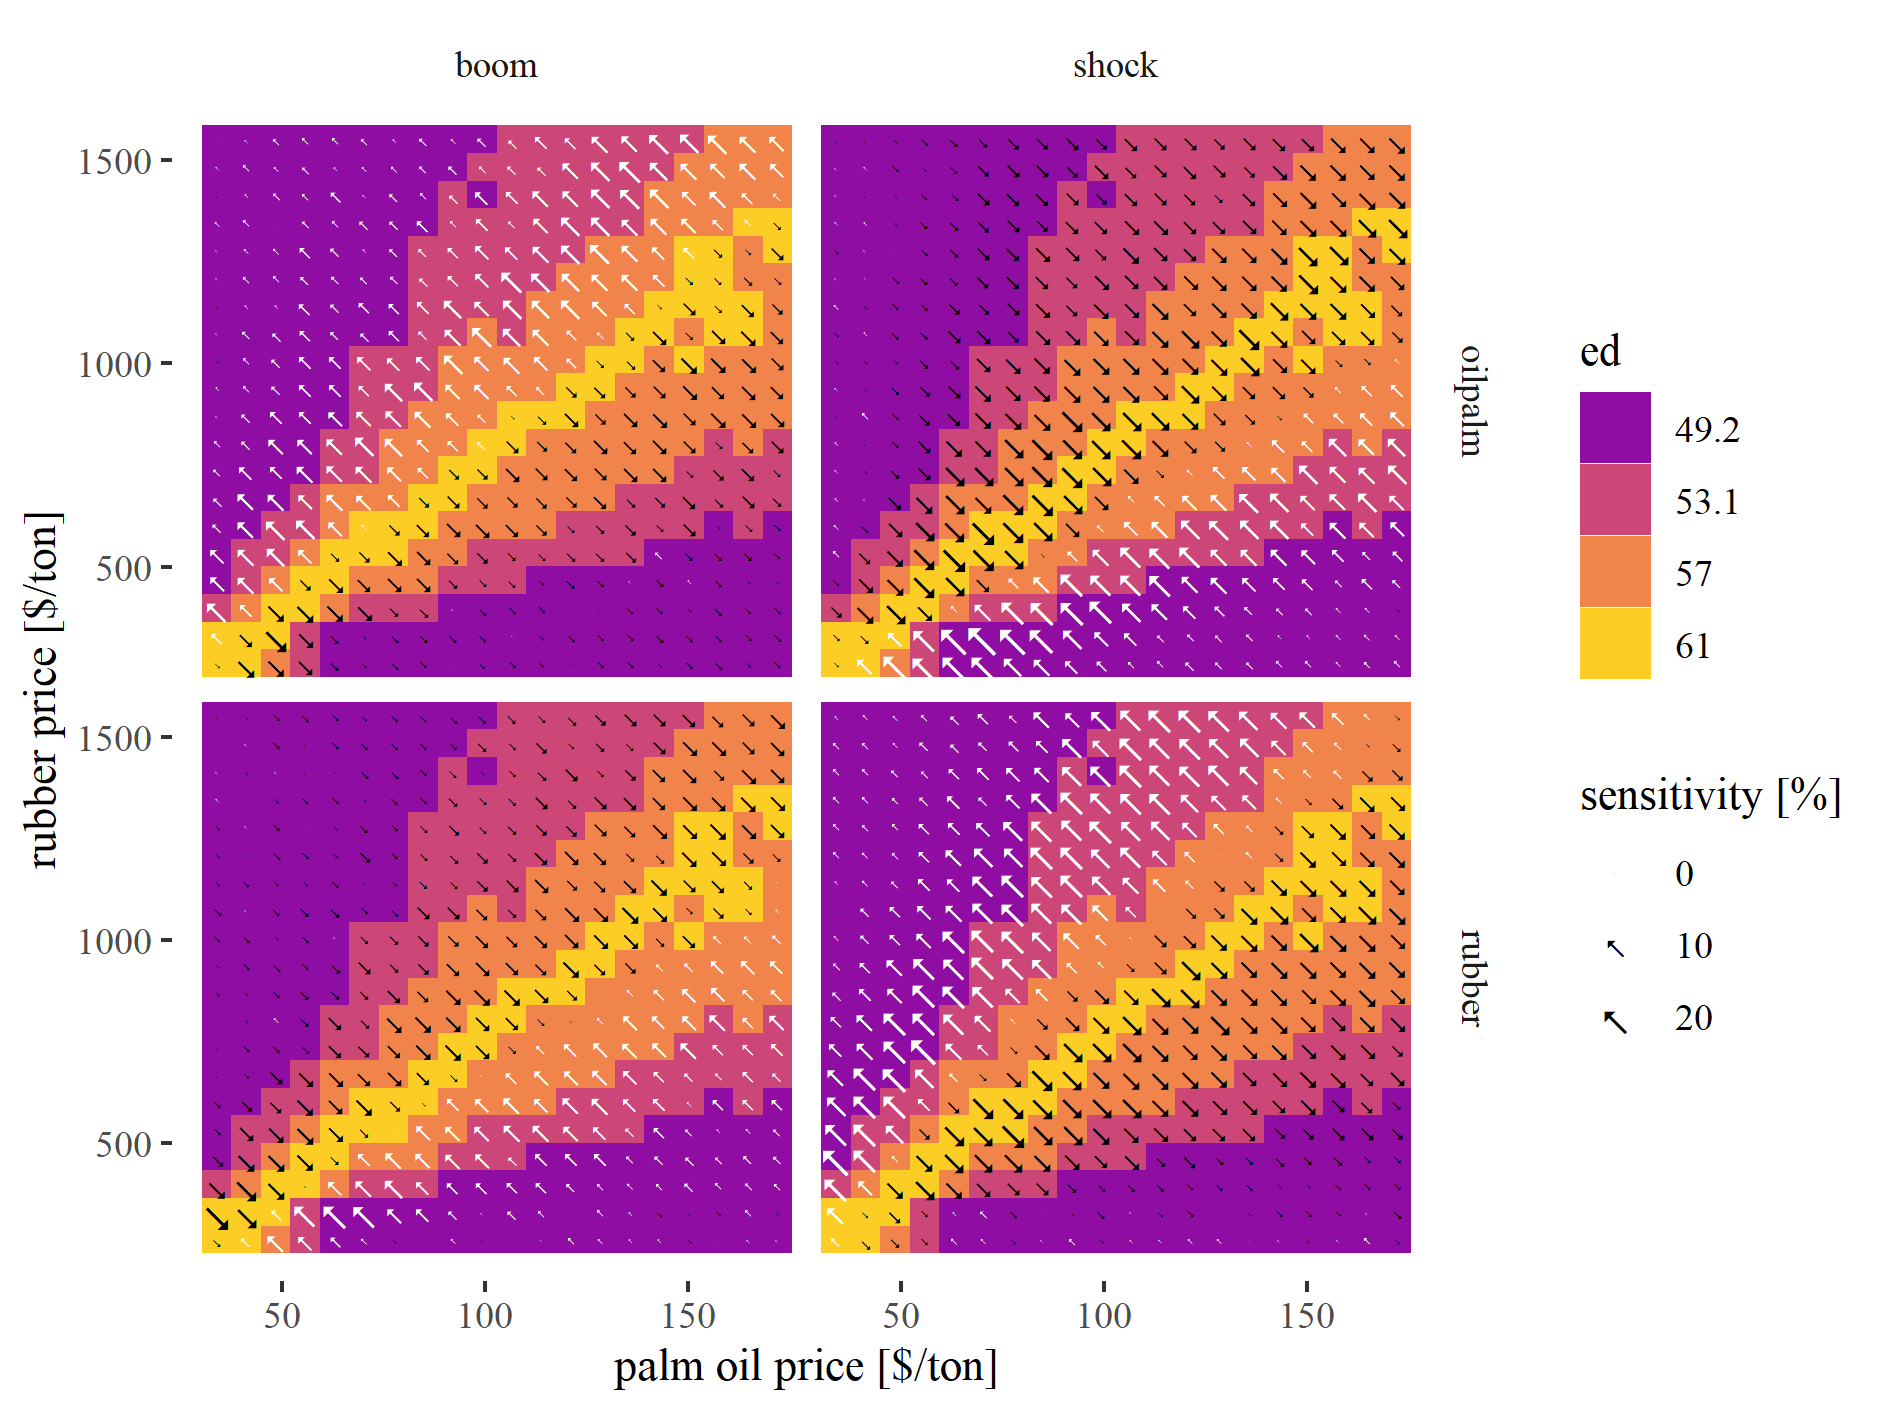 boom
shock
1500
1000
500
oilpalm
1500
1000
500
rubber
rubber price [$/ton]
50
100
150
50
100
150
palm oil price [$/ton]
ed
49.2
53.1
57
61
sensitivity [%]
0
10
20